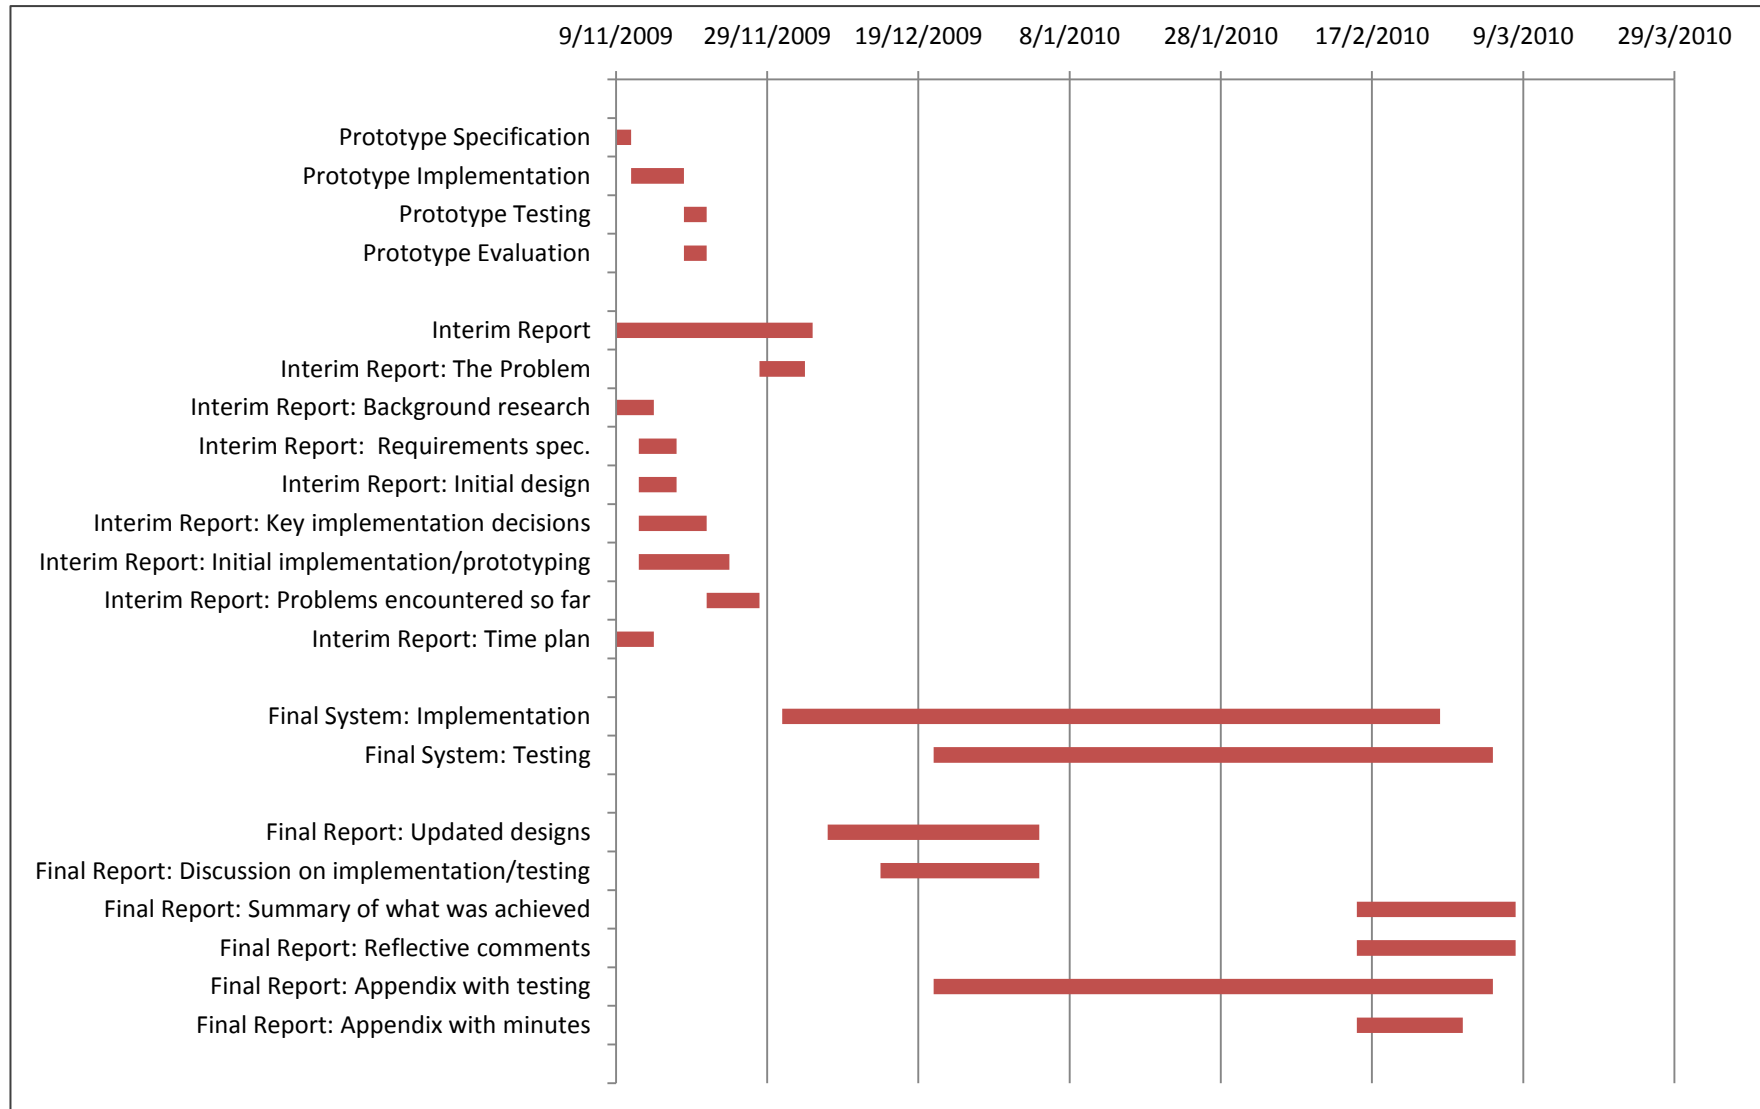 9/11/2009 29/11/2009 19/12/2009 8/1/2010 28/1/2010 17/2/2010 9/3/2010 29/3/2010
Prototype Specification
Prototype Implementation
Prototype Testing
Prototype Evaluation
Interim Report
Interim Report: The Problem
Interim Report: Background research
Interim Report:  Requirements spec.
Interim Report: Initial design
Interim Report: Key implementation decisions
Interim Report: Initial implementation/prototyping
Interim Report: Problems encountered so far
Interim Report: Time plan
Final System: Implementation
Final System: Testing
Final Report: Updated designs
Final Report: Discussion on implementation/testing
Final Report: Summary of what was achieved
Final Report: Reflective comments
Final Report: Appendix with testing
Final Report: Appendix with minutes